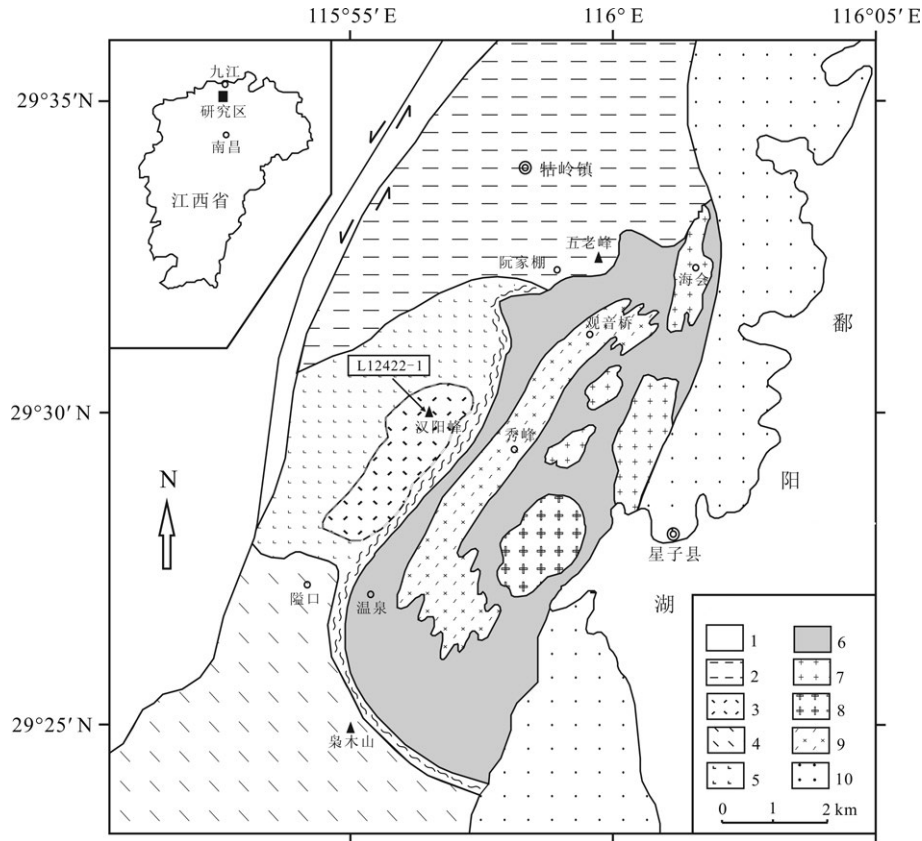 115°55′E
116°E
116°05′E
29°35′N
29°30′N
29°25′N
九江
研究区
南昌
江西省
牯岭镇
五老峰
阮家棚
海会
观音桥
鄱
L12422-1
汉阳峰
秀峰
阳
N
星子县
隘口
温泉
湖
枭木山
1
6
2
7
3
8
4
9
5
10
0 1 2 km